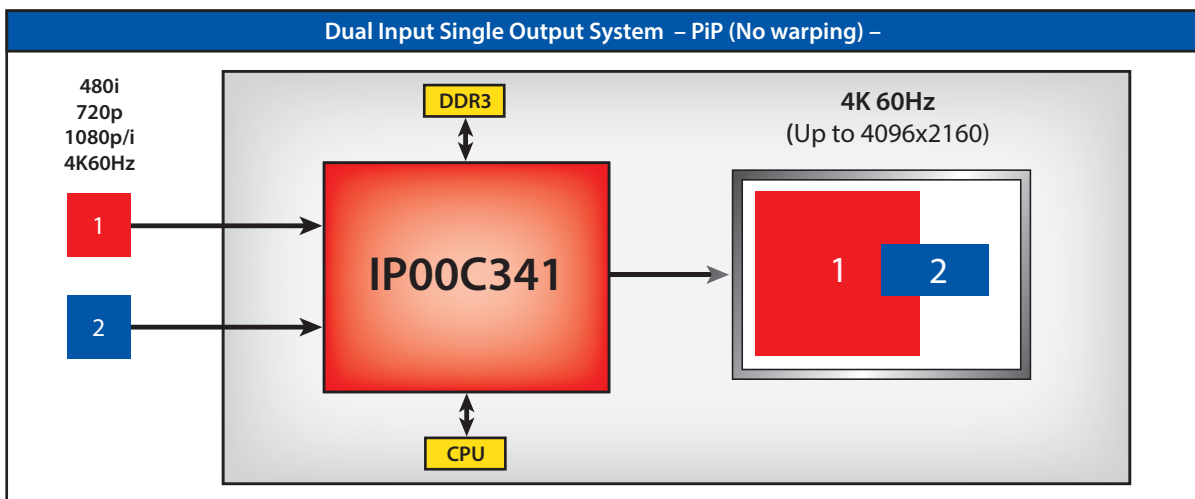 Dual Input Single Output System – PiP (No warping) –
480i
720p
1080p/i
4K60Hz
DDR3
4K 60Hz
(Up to 4096x2160)
1
2
IP00C341
1
2
CPU